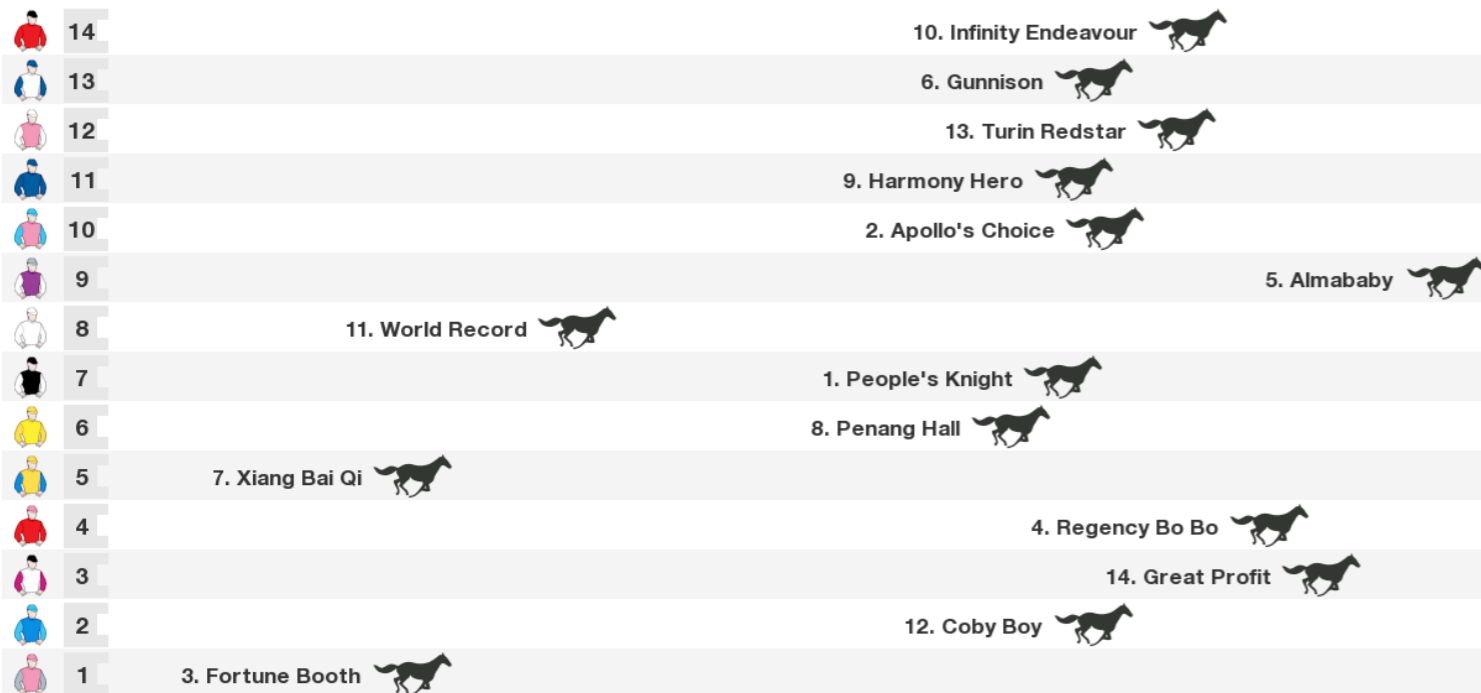 14 10. Infinity Endeavour
13 6. Gunnison
12 13. Turin Redstar
11 9. Harmony Hero
10 2. Apollo's Choice
9 5. Almababy
8 11. World Record
7 1. People's Knight
6 8. Penang Hall
5 7. Xiang Bai Qi
4 4. Regency Bo Bo
3 14. Great Profit
2 12. Coby Boy
1 3. Fortune Booth